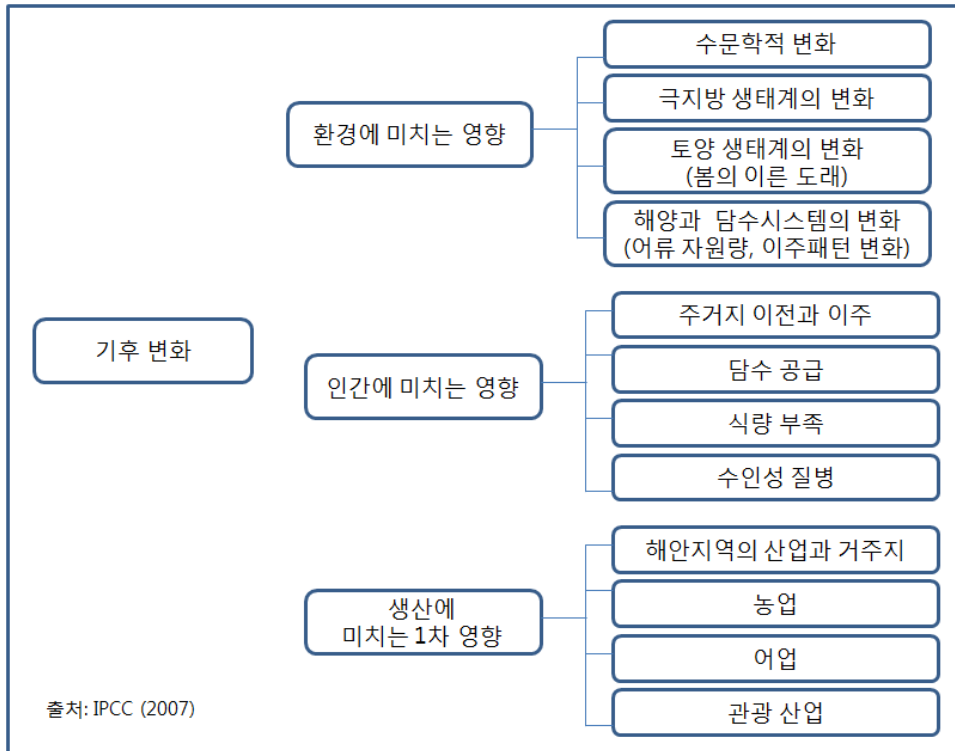 기후 변화
환경에 미치는 영향
수문학적 변화
극지방 생태계의 변화
토양 생태계의 변화
(봄의 이른 도래)
해양과 담수시스템의 변화
(어류 자원량, 이주패턴 변화)
인간에 미치는 영향
주거지 이전과 이주
담수 공급
식량 부족
수인성 질병
생산에
미치는 1차 영향
해안지역의 산업과 거주지
농업
어업
관광 산업
출처: IPCC (2007)